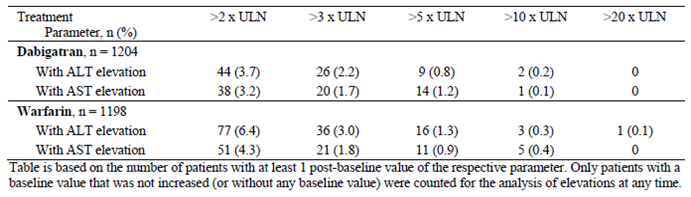 Treatment >2 x ULN >3 x ULN >5 x ULN >10 x ULN >20 x ULN
Parameter, n (%)
Dabigatran, n = 1204
With ALT elevation 44 (3.7) 26 (2.2) 9 (0.8) 2 (0.2) 0
With AST elevation 38 (3.2) 20 (1.7) 14 (1.2) 1 (0.1) 0
Warfarin, n = 1198
With ALT elevation 77 (6.4) 36 (3.0) 16 (1.3) 3 (0.3) 1 (0.1)
With AST elevation 51 (4.3) 21 (1.8) 11 (0.9) 5 (0.4) 0
Table is based on the number of patients with at least 1 post-baseline value of the respective parameter. Only patients with a
baseline value that was not increased (or without any baseline value) were counted for the analysis of elevations at any time.